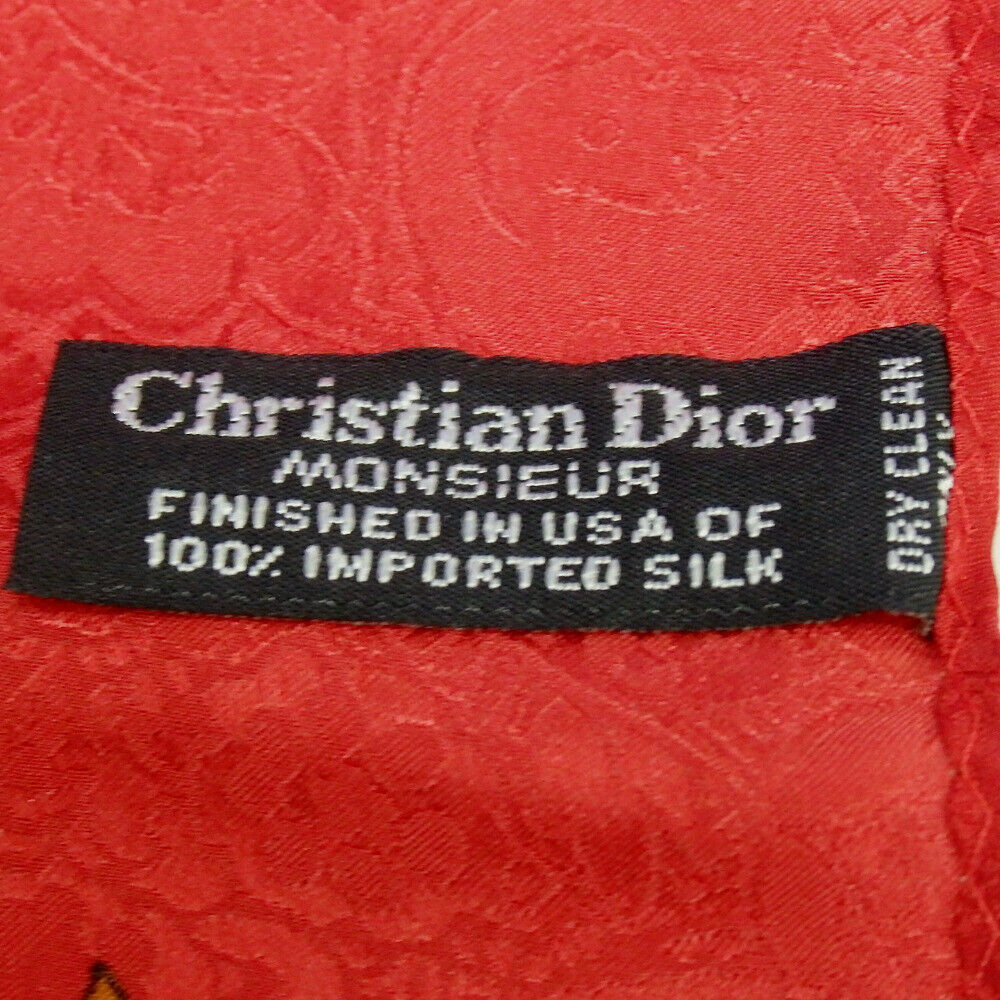 Christian Dior
MONSIEUR
FINISHED IN USA OF
100% IMPORTED SILK
DRY CLEAN